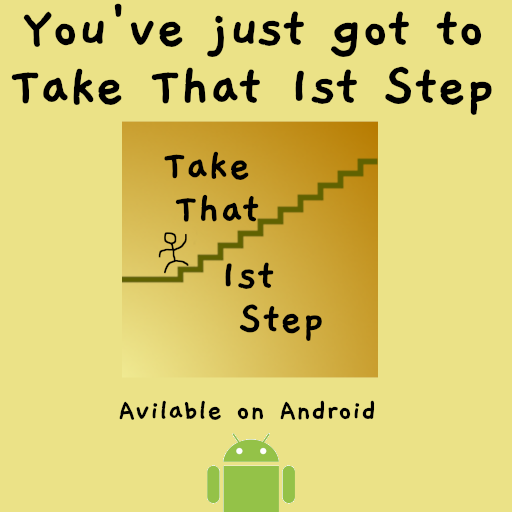 You've just got to
Take That 1st Step
Take
That
1st
Step
Avilable on Android